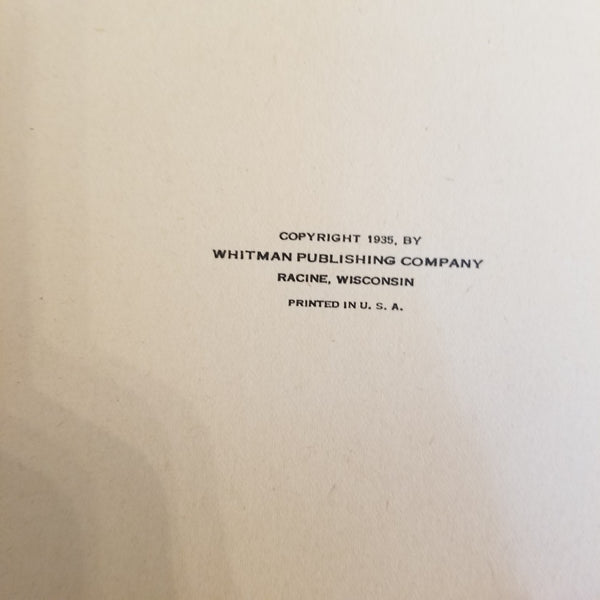 COPYRIGHT 1935, BY
WHITMAN PUBLISHING COMPANY
RACINE, WISCONSIN
PRINTED IN U. S. A.